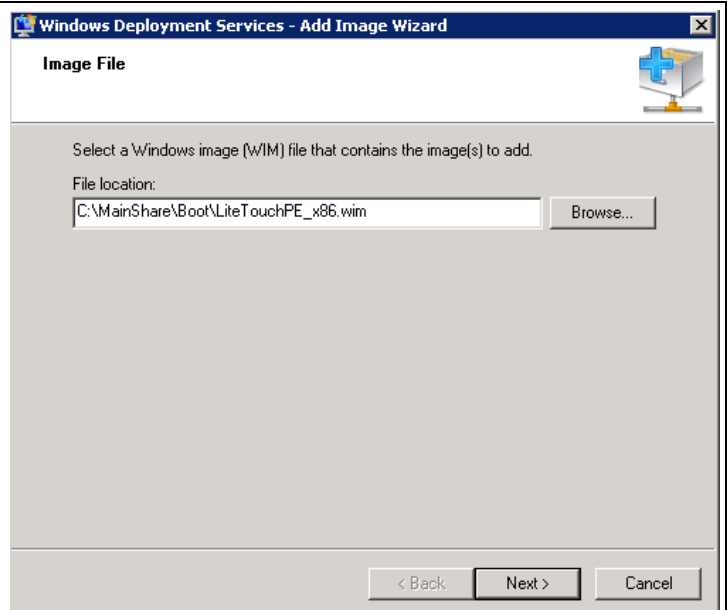 Windows Deployment Services - Add Image Wizard
Image File
Select a Windows image (WIM) file that contains the image(s) to add.
File location:
C:\MainShare\Boot\LiteTouchPE_x86.wim
Browse...
< Back Next > Cancel